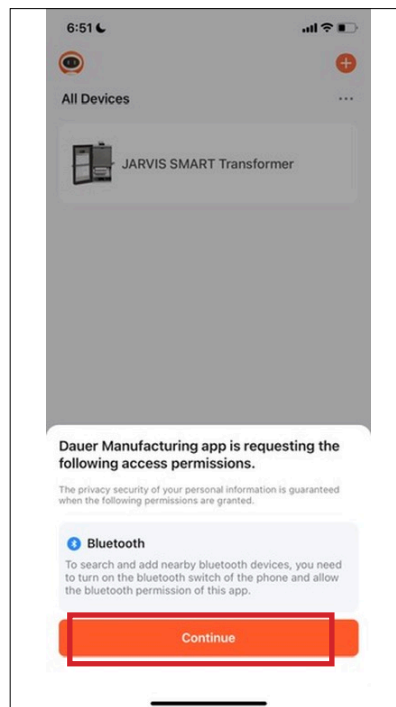 6:51
All Devices
...
JARVIS SMART Transformer
Dauer Manufacturing app is requesting the
following access permissions.
The privacy security of your personal information is guaranteed
when the following permissions are granted.
Bluetooth
To search and add nearby bluetooth devices, you need
to turn on the bluetooth switch of the phone and allow
the bluetooth permission of this app.
Continue